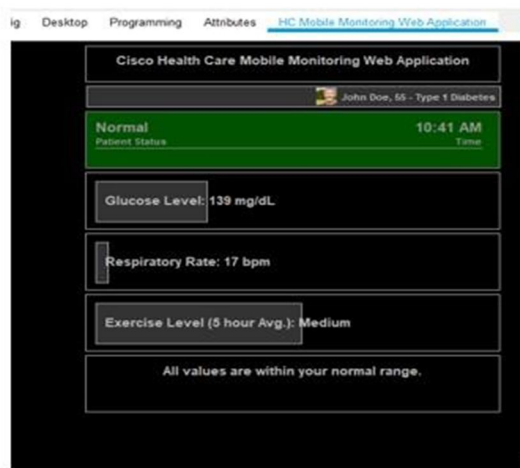 ig Desktop Programming Attributes HC Mobile Monitoring Web Application
Cisco Health Care Mobile Monitoring Web Application
John Doe, 55 - Type 1 Diabetes
Normal 10:41 AM
Patient Status Time
Glucose Level: 139 mg/dL
Respiratory Rate: 17 bpm
Exercise Level (5 hour Avg.): Medium
All values are within your normal range.